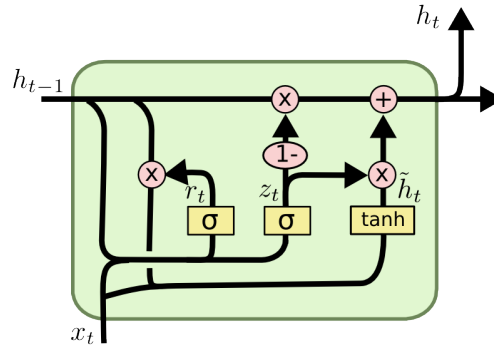 h_t
h_{t-1}
x
+
1-
x
r_t
z_t
x
h̃_t
σ
σ
tanh
x_t